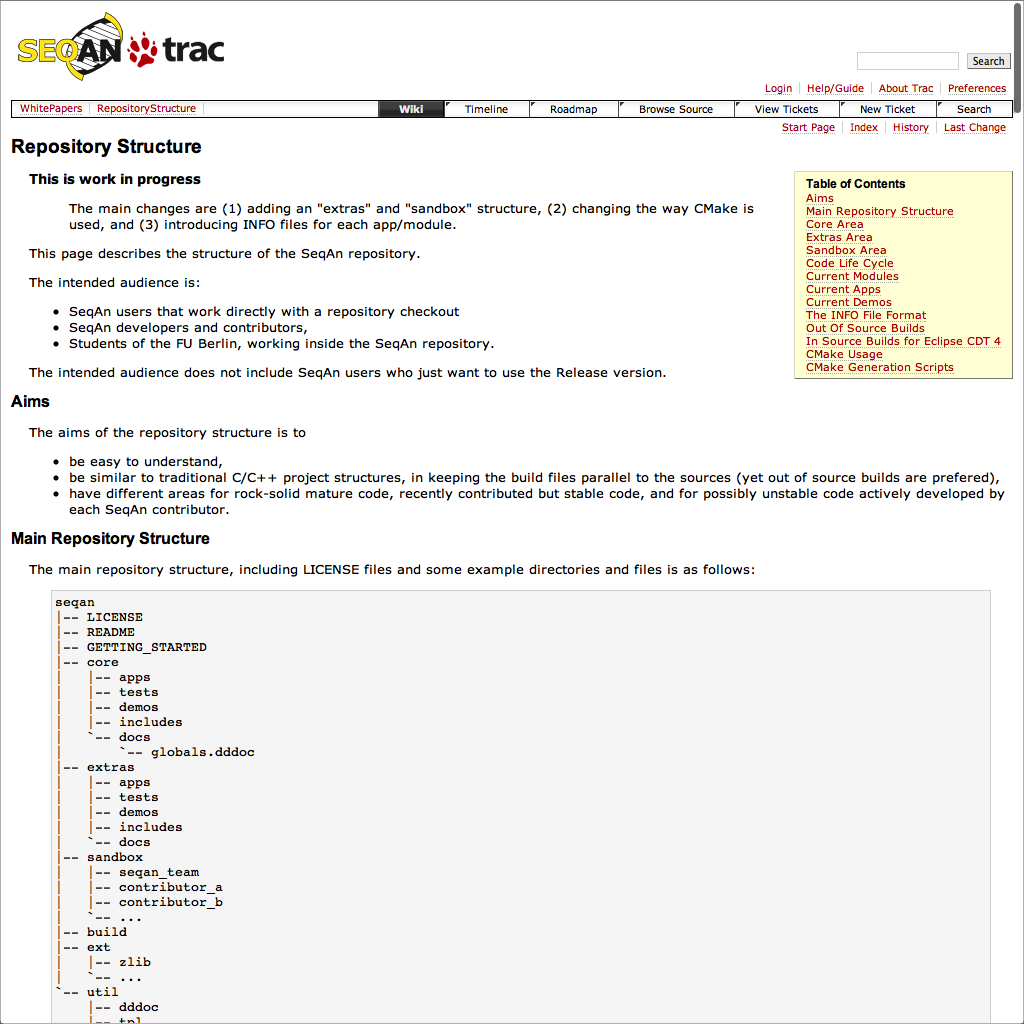 SEQAN trac
Search
Login Help/Guide About Trac Preferences
WhitePapers RepositoryStructure Wiki Timeline Roadmap Browse Source View Tickets New Ticket Search
Start Page Index History Last Change
Repository Structure
This is work in progress
The main changes are (1) adding an "extras" and "sandbox" structure, (2) changing the way CMake is
used, and (3) introducing INFO files for each app/module.
This page describes the structure of the SeqAn repository.
The intended audience is:
• SeqAn users that work directly with a repository checkout
• SeqAn developers and contributors,
• Students of the FU Berlin, working inside the SeqAn repository.
The intended audience does not include SeqAn users who just want to use the Release version.
Table of Contents
Aims
Main Repository Structure
Core Area
Extras Area
Sandbox Area
Code Life Cycle
Current Modules
Current Apps
Current Demos
The INFO File Format
Out Of Source Builds
In Source Builds for Eclipse CDT 4
CMake Usage
CMake Generation Scripts
Aims
The aims of the repository structure is to
• be easy to understand,
• be similar to traditional C/C++ project structures, in keeping the build files parallel to the sources (yet out of source builds are prefered),
• have different areas for rock-solid mature code, recently contributed but stable code, and for possibly unstable code actively developed by
each SeqAn contributor.
Main Repository Structure
The main repository structure, including LICENSE files and some example directories and files is as follows:
seqan
|-- LICENSE
|-- README
|-- GETTING_STARTED
|-- core
|   |-- apps
|   |-- tests
|   |-- demos
|   |-- includes
|   `-- docs
|       `-- globals.dddoc
|-- extras
|   |-- apps
|   |-- tests
|   |-- demos
|   |-- includes
|   `-- docs
|-- sandbox
|   |-- seqan_team
|   |-- contributor_a
|   |-- contributor_b
|   `-- ...
|-- build
|-- ext
|   |-- zlib
|   `-- ...
`-- util
    |-- dddoc
    |-- tpl